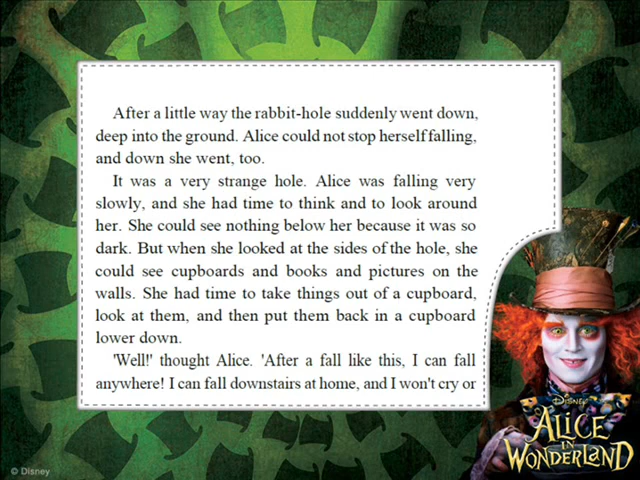 After a little way the rabbit-hole suddenly went down,
deep into the ground. Alice could not stop herself falling,
and down she went, too.
It was a very strange hole. Alice was falling very
slowly, and she had time to think and to look around
her. She could see nothing below her because it was so
dark. But when she looked at the sides of the hole, she
could see cupboards and books and pictures on the
walls. She had time to take things out of a cupboard,
look at them, and then put them back in a cupboard
lower down.
'Well!' thought Alice. 'After a fall like this, I can fall
anywhere! I can fall downstairs at home, and I won't cry or
DISNEY
ALICE
IN
WONDERLAND
© Disney